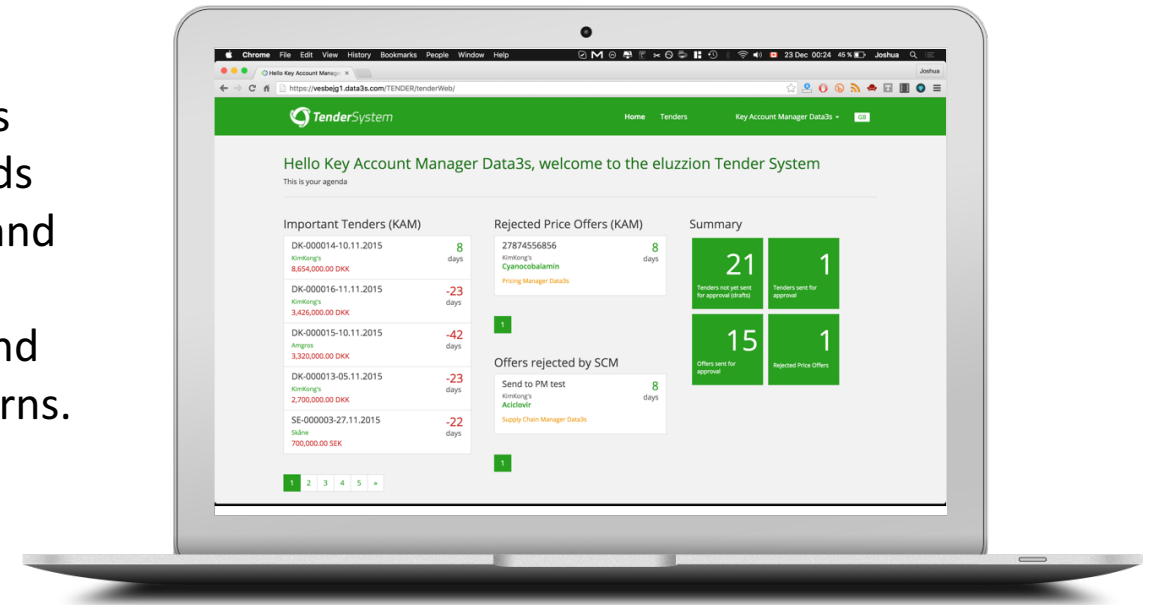 s
ds
and
nd
rns.
Chrome File Edit View History Bookmarks People Window Help 23 Dec 00:24 45% Joshua
Hello Key Account Manage Joshua
https://vesbejg1.data3s.com/TENDER/tenderWeb/
TenderSystem Home Tenders Key Account Manager Data3s GB
Hello Key Account Manager Data3s, welcome to the eluzzion Tender System
This is your agenda
Important Tenders (KAM)
DK-000014-10.11.2015 8
KimKong's days
8,654,000.00 DKK
DK-000016-11.11.2015 -23
KimKong's days
3,426,000.00 DKK
DK-000015-10.11.2015 -42
Amgros days
3,320,000.00 DKK
DK-000013-05.11.2015 -23
KimKong's days
2,700,000.00 DKK
SE-000003-27.11.2015 -22
Skåne days
700,000.00 SEK
1 2 3 4 5 »
Rejected Price Offers (KAM)
27874556856 8
KimKong's days
Cyanocobalamin
Pricing Manager Data3s
1
Offers rejected by SCM
Send to PM test 8
KimKong's days
Aciclovir
Supply Chain Manager Data3s
1
Summary
21
Tenders not yet sent
for approval (drafts)
1
Tenders sent for
approval
15
Offers sent for
approval
1
Rejected Price Offers